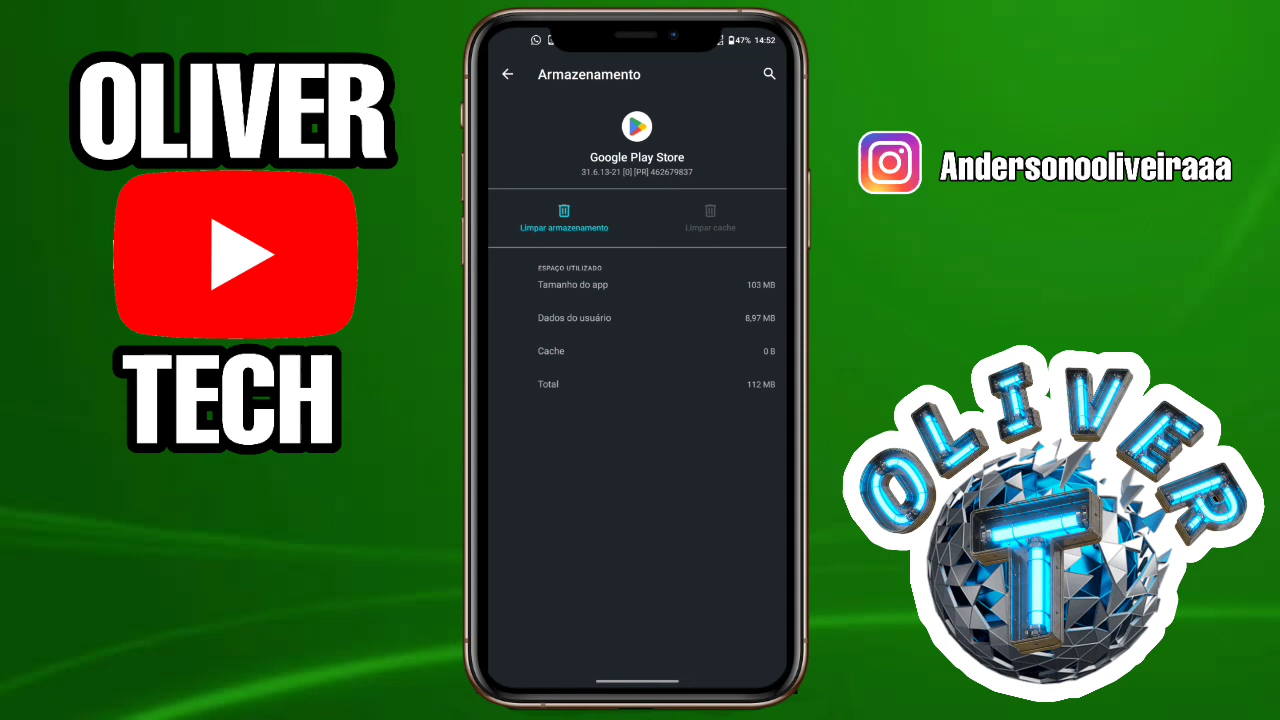 OLIVER
TECH
47% 14:52
Armazenamento
Google Play Store
31.6.13-21 [0] [PR] 462679837
Limpar armazenamento
Limpar cache
ESPAÇO UTILIZADO
Tamanho do app 103 MB
Dados do usuário 8,97 MB
Cache 0 B
Total 112 MB
Andersonooliveiraaa
OLIVER
T